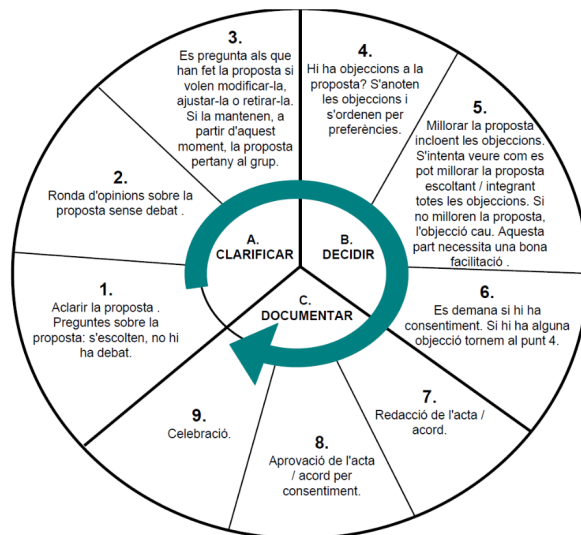 1.
Aclarir la proposta .
Preguntes sobre la
proposta: s'escolten, no hi
ha debat.
2.
Ronda d'opinions sobre la
proposta sense debat .
3.
Es pregunta als que
han fet la proposta si
volen modificar-la,
ajustar-la o retirar-la.
Si la mantenen, a
partir d'aquest
moment, la proposta
pertany al grup.
4.
Hi ha objeccions a la
proposta? S'anoten
les objeccions i
s'ordenen per
preferències.
5.
Millorar la proposta
incloent les objeccions.
S'intenta veure com es
pot millorar la proposta
escoltant / integrant
totes les objeccions. Si
no milloren la proposta,
l'objecció cau. Aquesta
part necessita una bona
facilitació .
6.
Es demana si hi ha
consentiment. Si hi ha alguna
objecció tornem al punt 4.
7.
Redacció de l'acta /
acord.
8.
Aprovació de l'acta
/ acord per
consentiment.
9.
Celebració.
A.
CLARIFICAR
B.
DECIDIR
C.
DOCUMENTAR